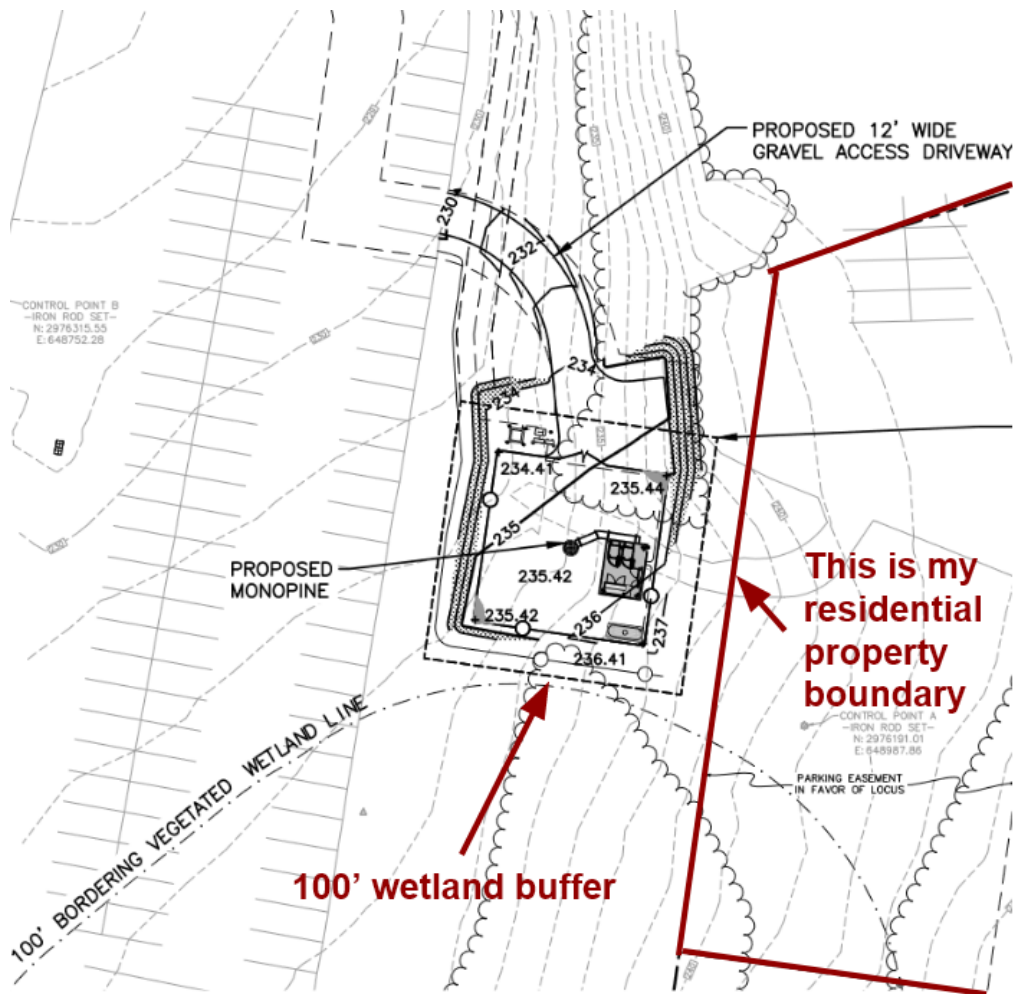 PROPOSED 12' WIDE
GRAVEL ACCESS DRIVEWAY
230
232
CONTROL POINT B
-IRON ROD SET-
N: 2976315.55
E: 648752.28
234
234
234.41
235.44
235
PROPOSED
MONOPINE
235.42
This is my
residential
property
boundary
235.42
236
237
236.41
CONTROL POINT A
-IRON ROD SET-
N: 2976191.01
E: 648987.86
PARKING EASEMENT
IN FAVOR OF LOCUS
100' BORDERING VEGETATED WETLAND LINE
100' wetland buffer